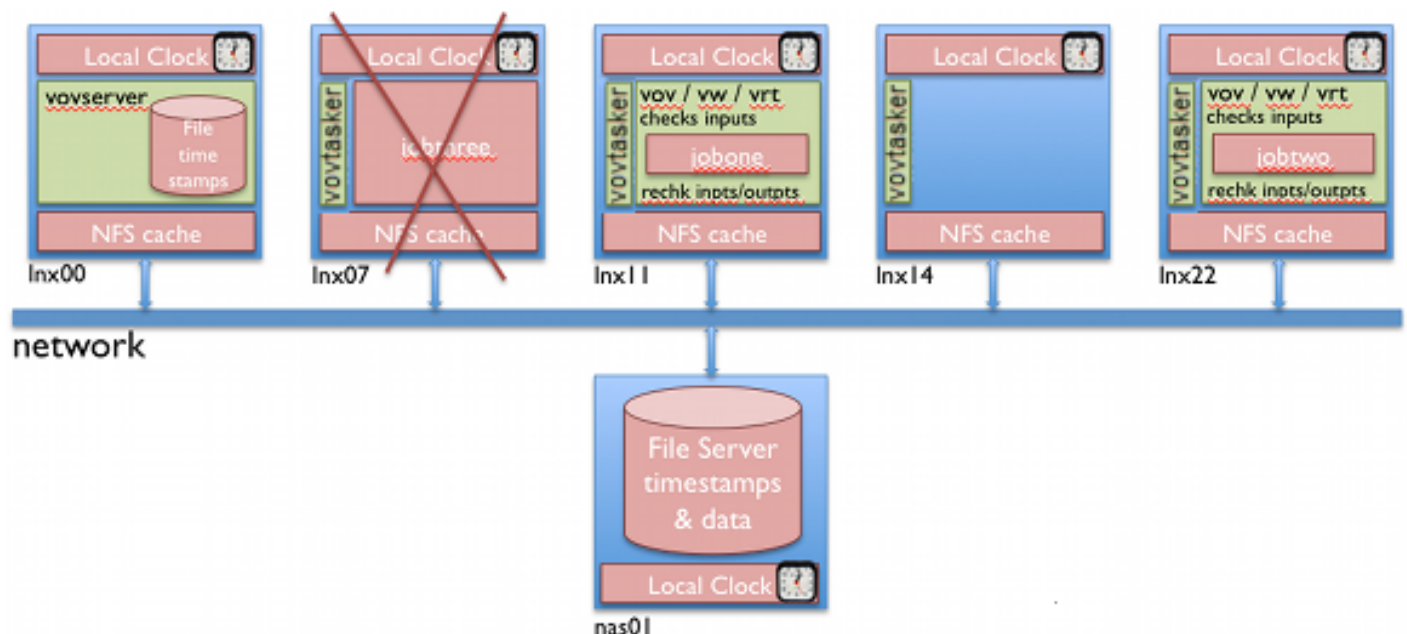 Local Clock
vovserver
File
time
stamps
NFS cache
lnx00
Local Clock
vovtasker
NFS cache
lnx07
Local Clock
vovtasker
vov / vw / vrt
checks inputs
jobone
rechk inpts/outpts
NFS cache
lnx11
Local Clock
vovtasker
NFS cache
lnx14
Local Clock
vovtasker
vov / vw / vrt
checks inputs
jobtwo
rechk inpts/outpts
NFS cache
lnx22
network
File Server
timestamps
& data
Local Clock
nas01